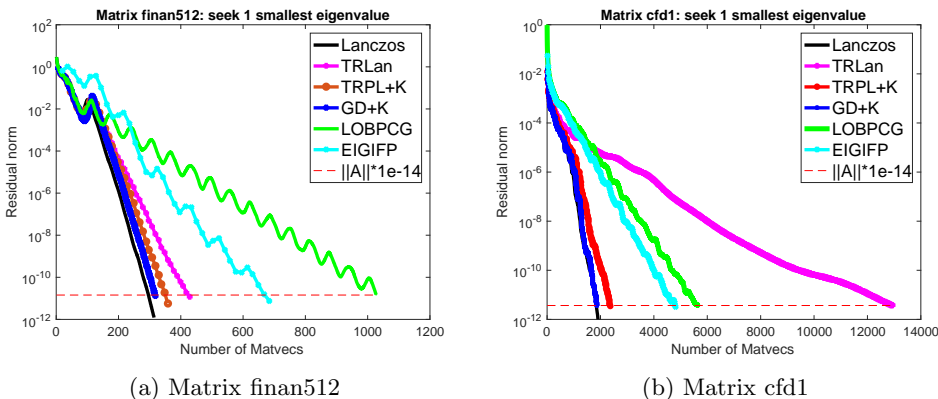 Matrix finan512: seek 1 smallest eigenvalue
10^2
10^0
10^-2
10^-4
10^-6
10^-8
10^-10
10^-12
Residual norm
0 200 400 600 800 1000 1200
Number of Matvecs
Lanczos
TRLan
TRPL+K
GD+K
LOBPCG
EIGIFP
||A||*1e-14
(a) Matrix finan512
Matrix cfd1: seek 1 smallest eigenvalue
10^0
10^-2
10^-4
10^-6
10^-8
10^-10
10^-12
Residual norm
0 2000 4000 6000 8000 10000 12000 14000
Number of Matvecs
Lanczos
TRLan
TRPL+K
GD+K
LOBPCG
EIGIFP
||A||*1e-14
(b) Matrix cfd1